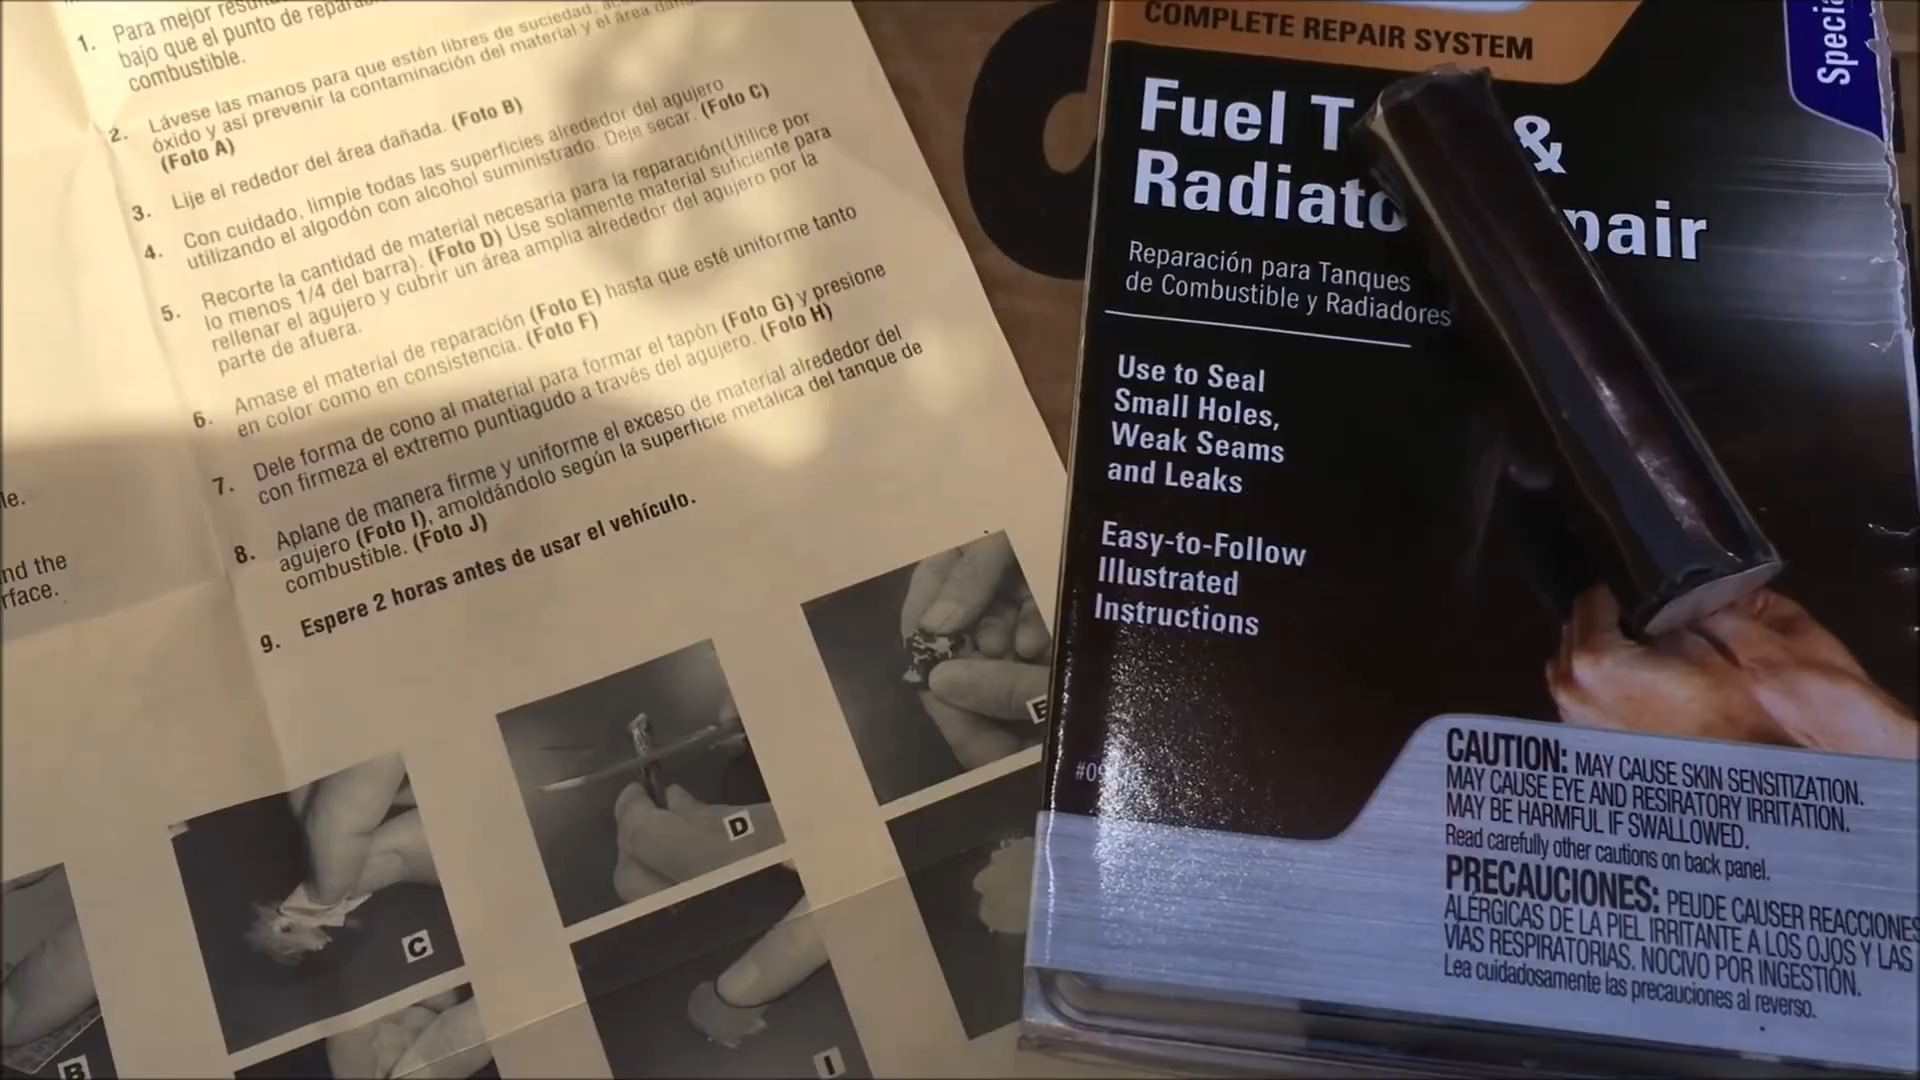 1. Para mejor
bajo que el punto de
combustible.
2. Lávese las manos para que estén libres de suciedad,
óxido y así prevenir la contaminación del material y el área
(Foto A)
3. Lije el rededor del área dañada. (Foto B)
4. Con cuidado, limpie todas las superficies alrededor del agujero
utilizando el algodón con alcohol suministrado. Deje secar. (Foto C)
5. Recorte la cantidad de material necesaria para la reparación(Utilice por
lo menos 1/4 del barra). (Foto D) Use solamente material suficiente para
rellenar el agujero y cubrir un área amplia alrededor del agujero por la
parte de afuera.
6. Amase el material de reparación (Foto E) hasta que esté uniforme tanto
en color como en consistencia. (Foto F)
7. Dele forma de cono al material para formar el tapón (Foto G) y presione
con firmeza el extremo puntiagudo a través del agujero. (Foto H)
8. Aplane de manera firme y uniforme el exceso de material alrededor del
agujero (Foto I), amoldándolo según la superficie metálica del tanque de
combustible. (Foto J)
9. Espere 2 horas antes de usar el vehículo.
le.
nd the
rface.
B
C
D
E
I
COMPLETE REPAIR SYSTEM
Specia
Fuel T &
Radiato pair
Reparación para Tanques
de Combustible y Radiadores
Use to Seal
Small Holes,
Weak Seams
and Leaks
Easy-to-Follow
Illustrated
Instructions
CAUTION: MAY CAUSE SKIN SENSITIZATION.
MAY CAUSE EYE AND RESIRATORY IRRITATION.
MAY BE HARMFUL IF SWALLOWED.
Read carefully other cautions on back panel.
PRECAUCIONES: PEUDE CAUSER REACCIONES
ALÉRGICAS DE LA PIEL IRRITANTE A LOS OJOS Y LAS
VIAS RESPIRATORIAS. NOCIVO POR INGESTIÓN.
Lea cuidadosamente las precauciones al reverso.